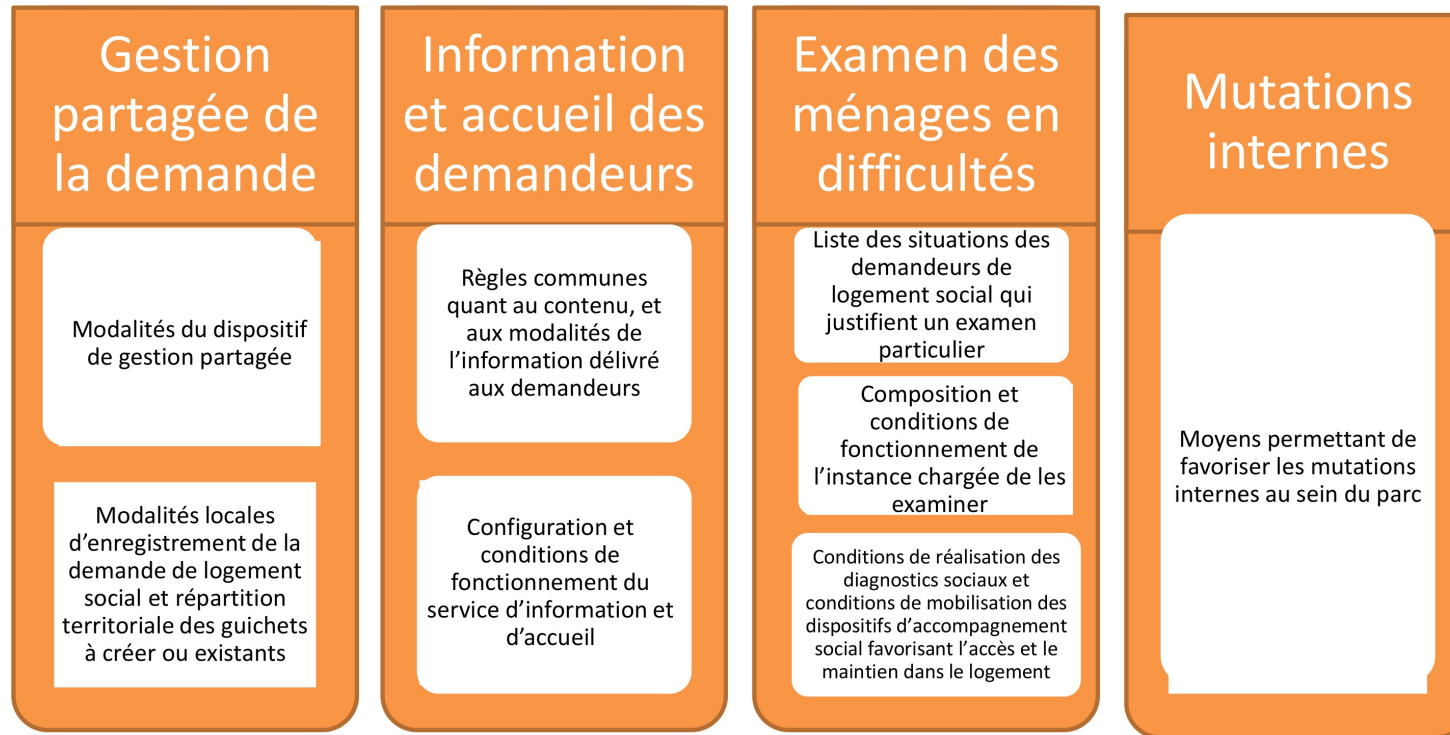 Gestion
partagée de
la demande
Modalités du dispositif
de gestion partagée
Modalités locales
d'enregistrement de la
demande de logement
social et répartition
territoriale des guichets
à créer ou existants
Information
et accueil des
demandeurs
Règles communes
quant au contenu, et
aux modalités de
l'information délivré
aux demandeurs
Configuration et
conditions de
fonctionnement du
service d'information et
d'accueil
Examen des
ménages en
difficultés
Liste des situations des
demandeurs de
logement social qui
justifient un examen
particulier
Composition et
conditions de
fonctionnement de
l'instance chargée de les
examiner
Conditions de réalisation des
diagnostics sociaux et
conditions de mobilisation des
dispositifs d'accompagnement
social favorisant l'accès et le
maintien dans le logement
Mutations
internes
Moyens permettant de
favoriser les mutations
internes au sein du parc